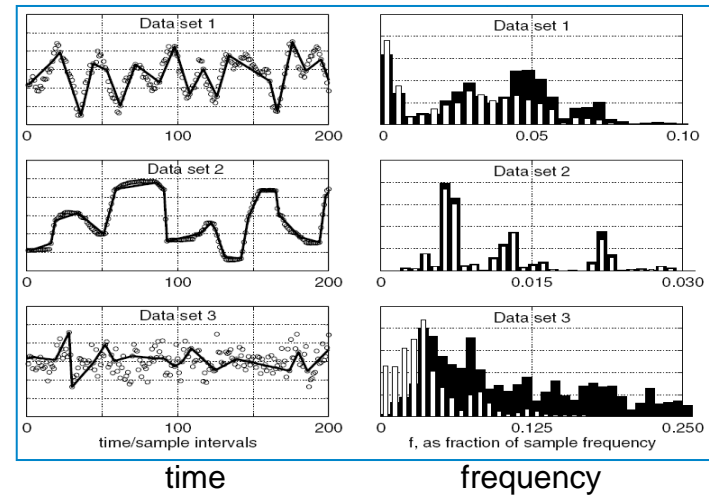 Data set 1
0 100 200
Data set 1
0 0.05 0.10
Data set 2
0 100 200
Data set 2
0 0.015 0.030
Data set 3
0 100 200
time/sample intervals
Data set 3
0 0.125 0.250
f, as fraction of sample frequency
time frequency